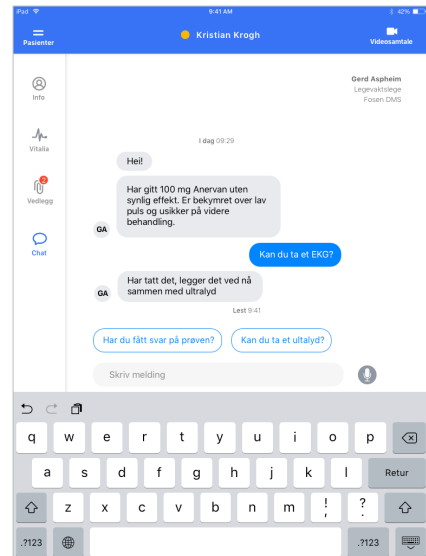 iPad 9:41 AM 42%
Pasienter Kristian Krogh Videosamtale
Gerd Aspheim
Legevaktslege
Fosen DMS
Info
Vitalia
2
Vedlegg
Chat
I dag 09:29
Hei!
Har gitt 100 mg Anervan uten
synlig effekt. Er bekymret over lav
puls og usikker på videre
behandling.
GA
Kan du ta et EKG?
Har tatt det, legger det ved nå
sammen med ultralyd
GA
Lest 9:41
Har du fått svar på prøven? Kan du ta et ultalyd?
Skriv melding
q w e r t y u i o p
a s d f g h j k l Retur
z x c v b n m ! , ? .
.?123 .?123